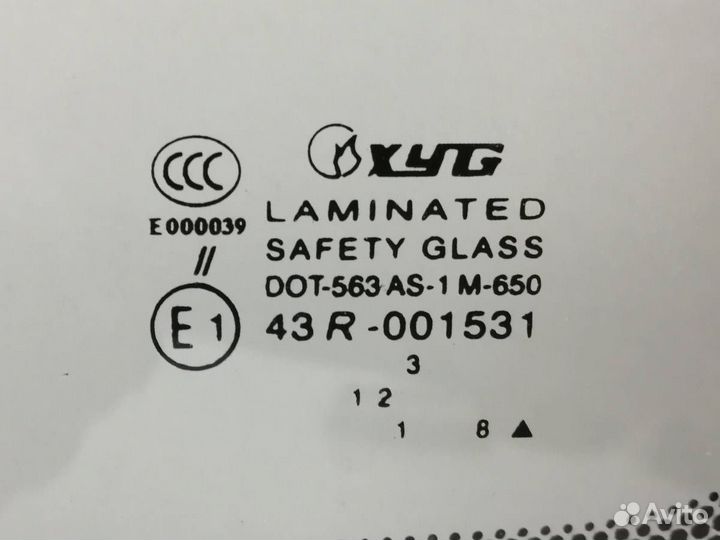 XYG
CCC
E000039
//
LAMINATED
SAFETY GLASS
DOT-563 AS-1 M-650
E1
43R-001531
3
1 2
1 8 ▲
Avito